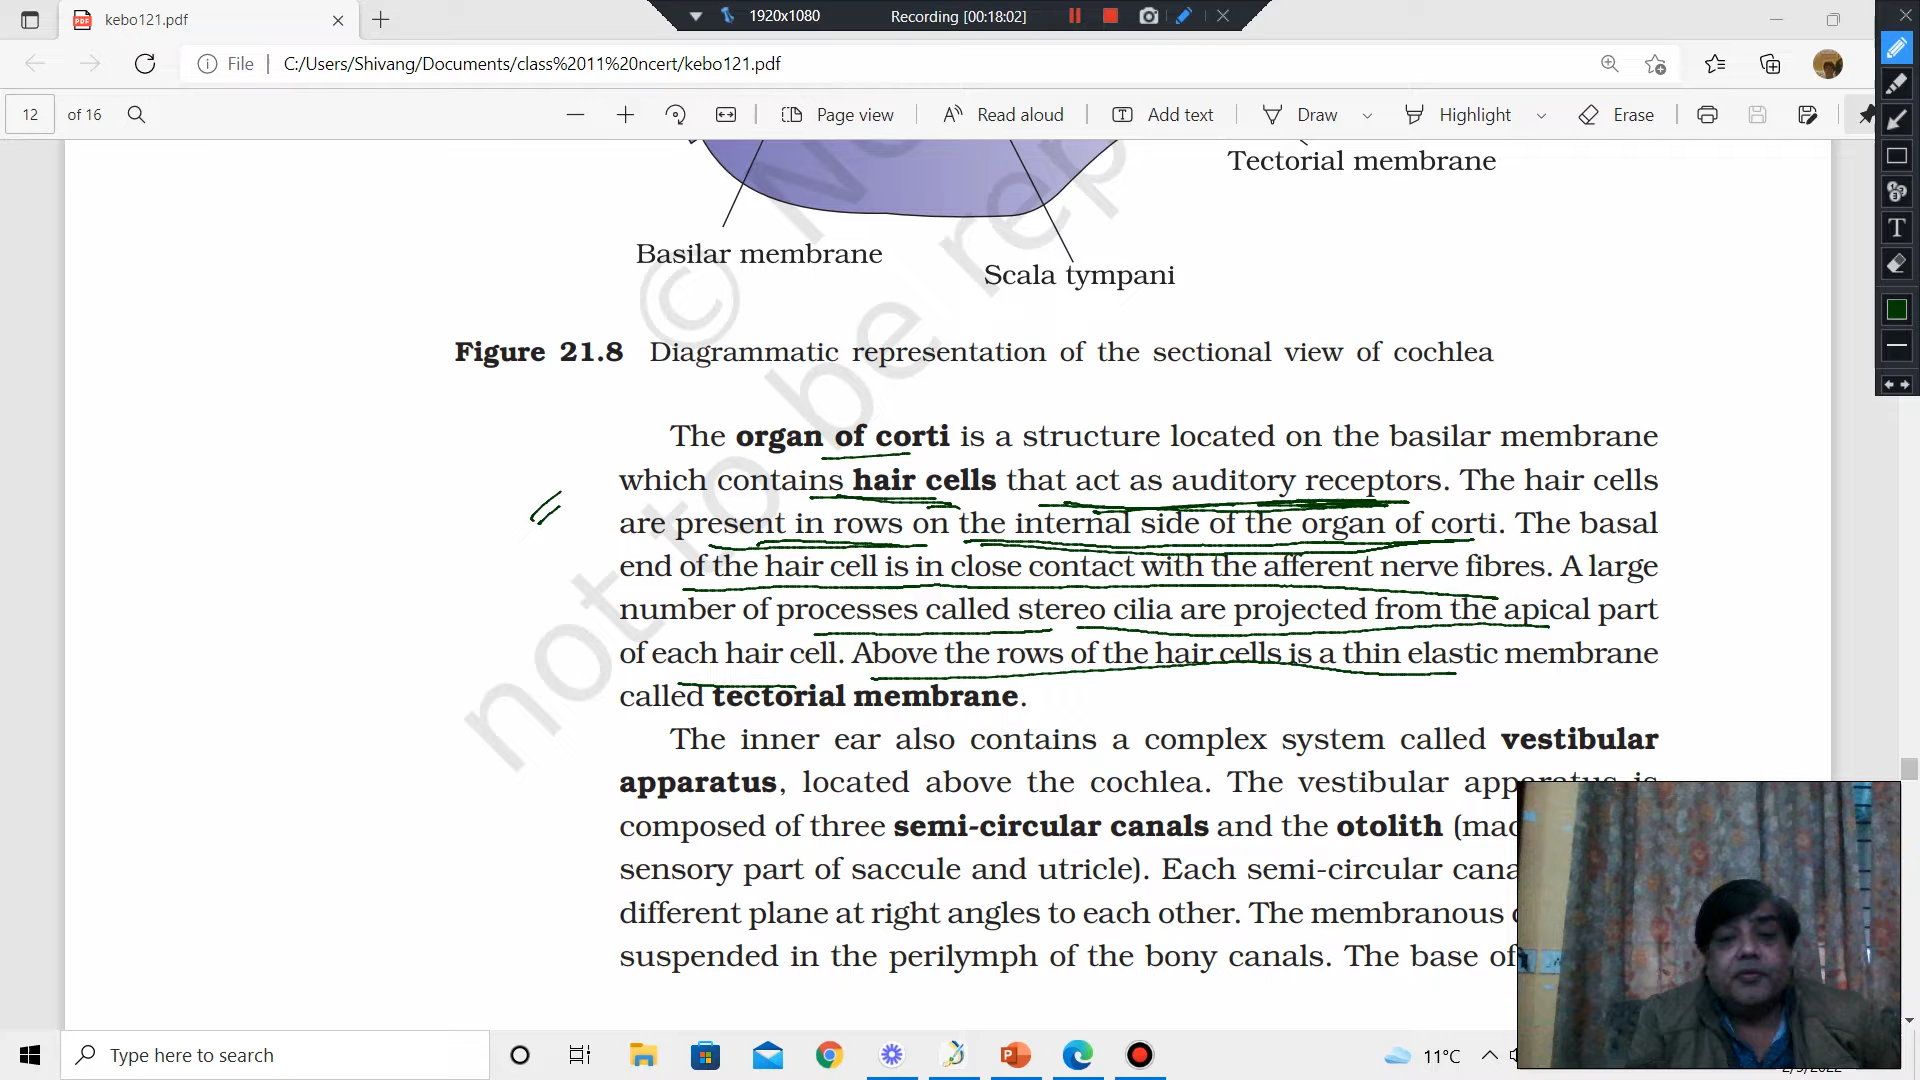 kebo121.pdf
1920x1080
Recording [00:18:02]
File
C:/Users/Shivang/Documents/class%2011%20ncert/kebo121.pdf
12 of 16
Page view
Read aloud
Add text
Draw
Highlight
Erase
Tectorial membrane
Basilar membrane
Scala tympani
Figure 21.8 Diagrammatic representation of the sectional view of cochlea
The organ of corti is a structure located on the basilar membrane
which contains hair cells that act as auditory receptors. The hair cells
are present in rows on the internal side of the organ of corti. The basal
end of the hair cell is in close contact with the afferent nerve fibres. A large
number of processes called stereo cilia are projected from the apical part
of each hair cell. Above the rows of the hair cells is a thin elastic membrane
called tectorial membrane.
The inner ear also contains a complex system called vestibular
apparatus, located above the cochlea. The vestibular apparatus is
composed of three semi-circular canals and the otolith
sensory part of saccule and utricle). Each semi-circular
different plane at right angles to each other. The membranous
suspended in the perilymph of the bony canals. The base of
©
not to be rep
Type here to search
11°C